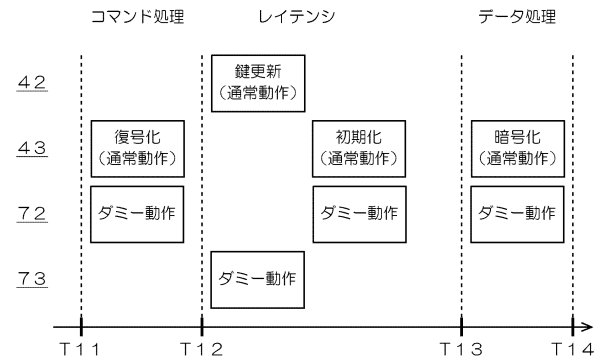 コマンド処理 レイテンシ データ処理
42
鍵更新
（通常動作）
43
復号化
（通常動作）
初期化
（通常動作）
暗号化
（通常動作）
72
ダミー動作
ダミー動作
ダミー動作
73
ダミー動作
T11 T12 T13 T14